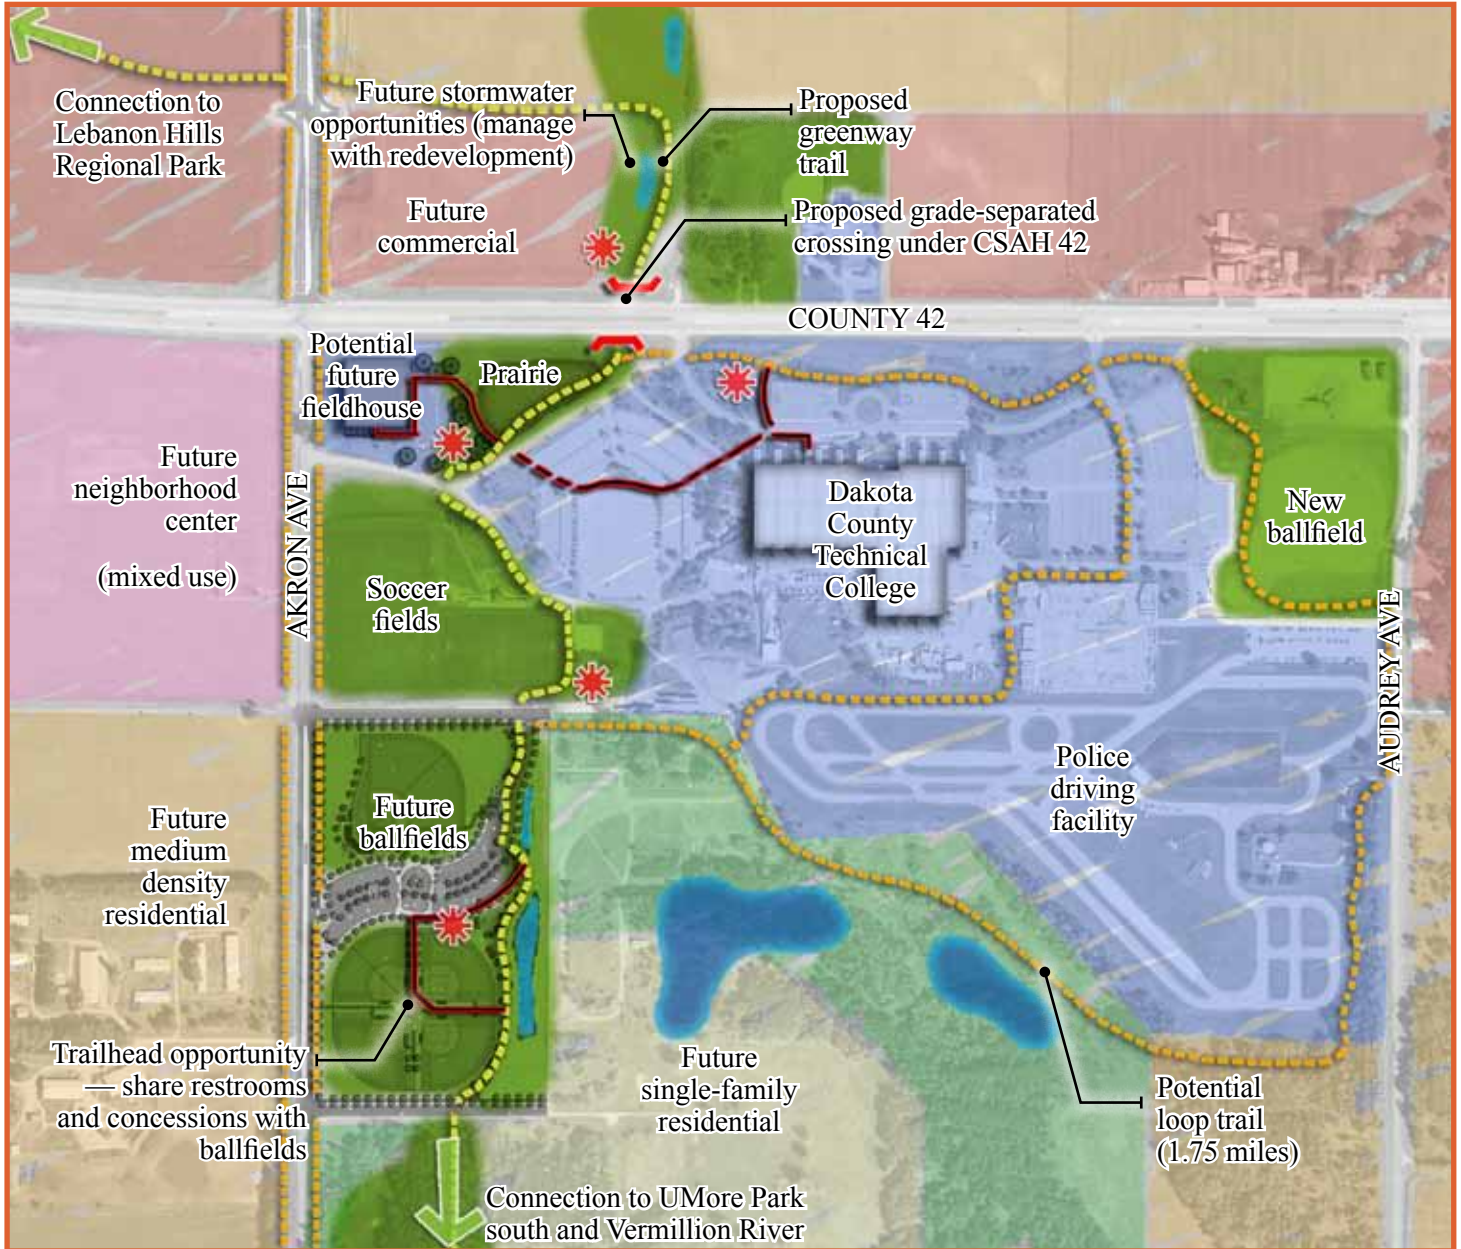 Connection to
Lebanon Hills
Regional Park
Future stormwater
opportunities (manage
with redevelopment)
Proposed
greenway
trail
Future
commercial
Proposed grade-separated
crossing under CSAH 42
COUNTY 42
Potential
future
fieldhouse
Prairie
Future
neighborhood
center
(mixed use)
AKRON AVE
Soccer
fields
Dakota
County
Technical
College
New
ballfield
AUDREY AVE
Police
driving
facility
Future
medium
density
residential
Future
ballfields
Trailhead opportunity
— share restrooms
and concessions with
ballfields
Future
single-family
residential
Potential
loop trail
(1.75 miles)
Connection to UMore Park
south and Vermillion River